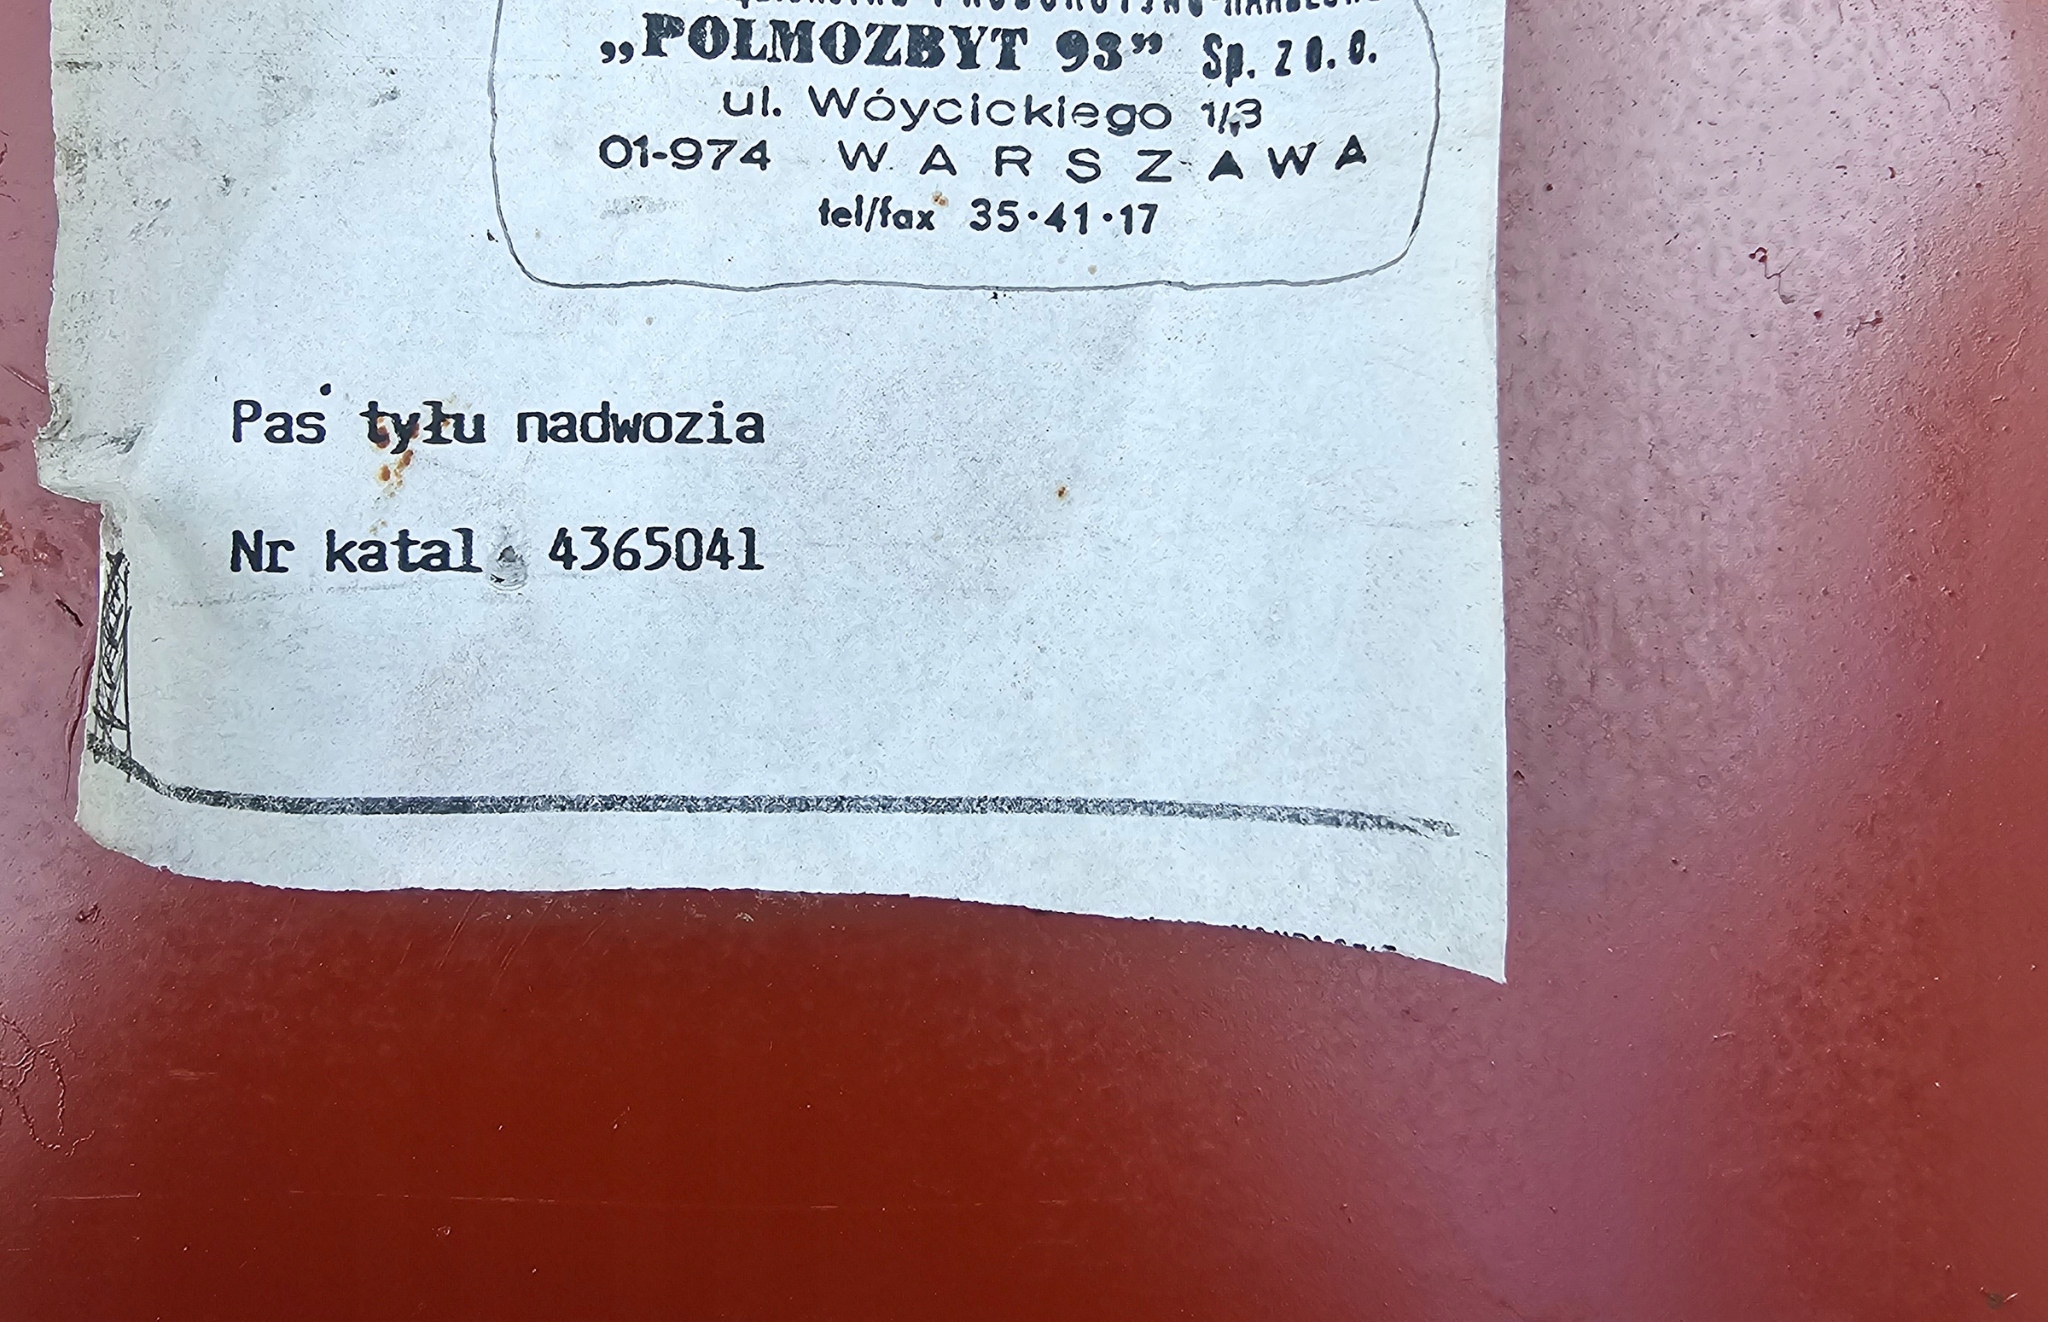 „POLMOZBYT 93” Sp. z o.o.
ul. Wóycickiego 1/3
01-974 WARSZAWA
tel/fax 35·41·17
Paś tyłu nadwozia
Nr katal. 4365041